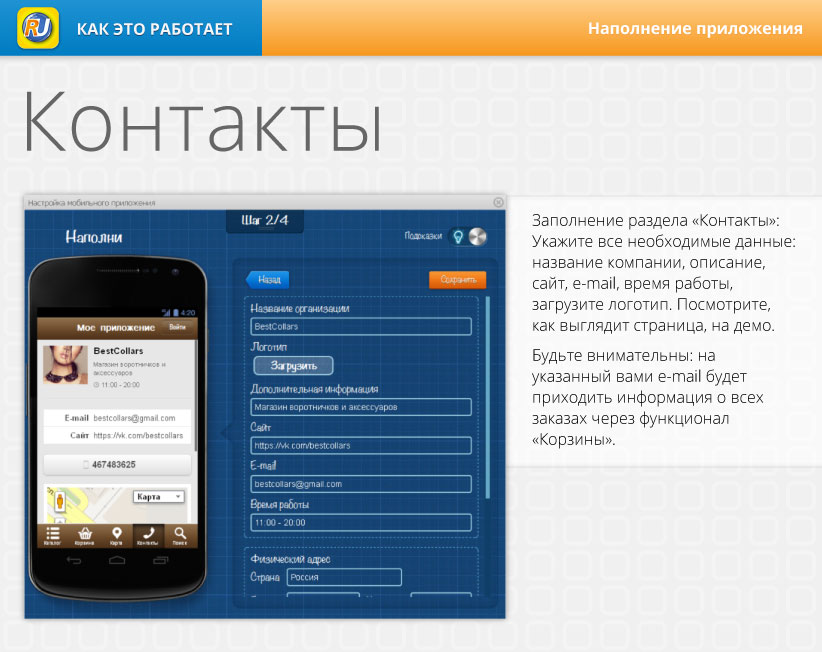 RU
КАК ЭТО РАБОТАЕТ
Наполнение приложения
Контакты
Настройка мобильного приложения
Шаг 2/4
Наполни
Подсказки
4:20
Мое приложение
Войти
BestCollars
Магазин воротничков и
аксессуаров
11:00 - 20:00
E-mail bestcollars@gmail.com
Сайт https://vk.com/bestcollars
467483625
Карта
Каталог Корзина Карта Контакты Поиск
Назад
Сохранить
Название организации
BestCollars
Логотип
Загрузить
Дополнительная информация
Магазин воротничков и аксессуаров
Сайт
https://vk.com/bestcollars
E-mail
bestcollars@gmail.com
Время работы
11:00 - 20:00
Физический адрес
Страна Россия
Заполнение раздела «Контакты»:
Укажите все необходимые данные:
название компании, описание,
сайт, e-mail, время работы,
загрузите логотип. Посмотрите,
как выглядит страница, на демо.
Будьте внимательны: на
указанный вами e-mail будет
приходить информация о всех
заказах через функционал
«Корзины».